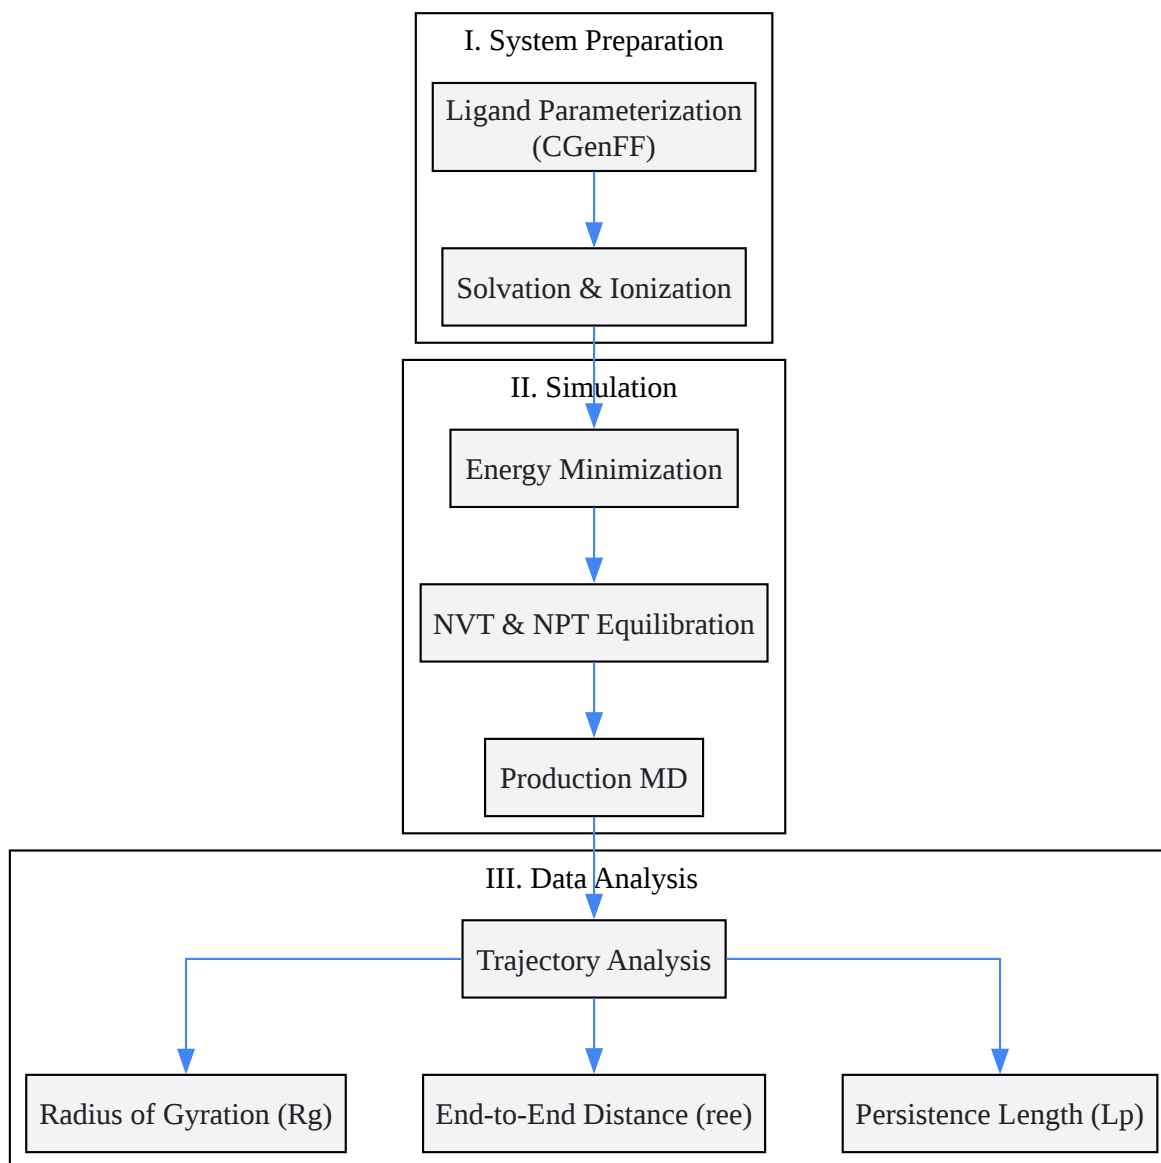 I. System Preparation
Ligand Parameterization
(CGenFF)
Solvation & Ionization
II. Simulation
Energy Minimization
NVT & NPT Equilibration
Production MD
III. Data Analysis
Trajectory Analysis
Radius of Gyration (Rg)
End-to-End Distance (ree)
Persistence Length (Lp)